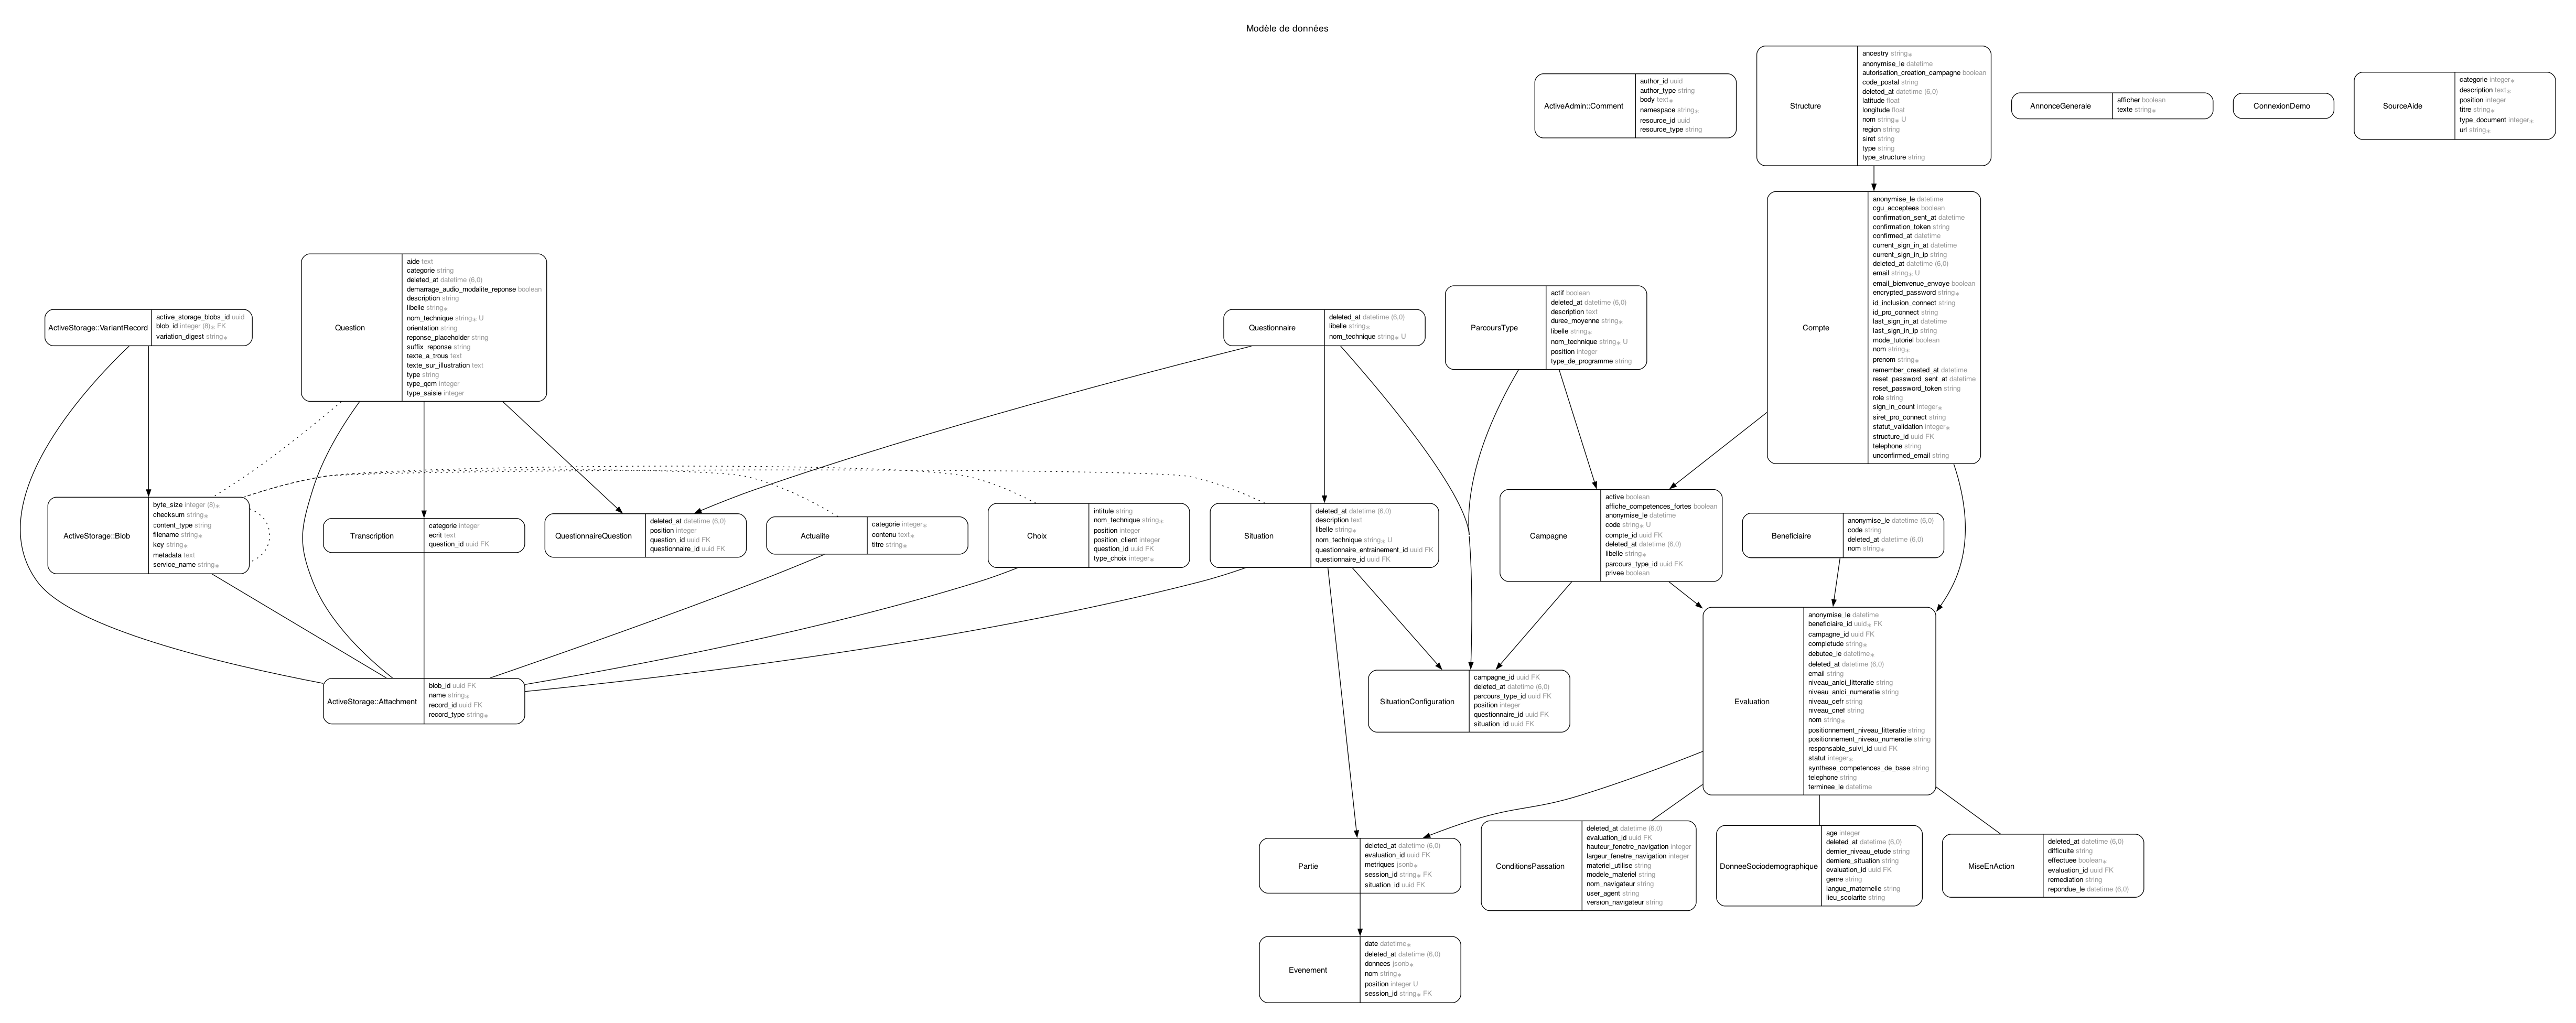 Modèle de données
ActiveAdmin::Comment
author_id uuid
author_type string
body text∗
namespace string∗
resource_id uuid
resource_type string
Structure
ancestry string∗
anonymise_le datetime
autorisation_creation_campagne boolean
code_postal string
deleted_at datetime (6,0)
latitude float
longitude float
nom string∗ U
region string
siret string
type string
type_structure string
AnnonceGenerale
afficher boolean
texte string∗
ConnexionDemo
SourceAide
categorie integer∗
description text∗
position integer
titre string∗
type_document integer∗
url string∗
Compte
anonymise_le datetime
cgu_acceptees boolean
confirmation_sent_at datetime
confirmation_token string
confirmed_at datetime
current_sign_in_at datetime
current_sign_in_ip string
deleted_at datetime (6,0)
email string∗ U
email_bienvenue_envoye boolean
encrypted_password string∗
id_inclusion_connect string
id_pro_connect string
last_sign_in_at datetime
last_sign_in_ip string
mode_tutoriel boolean
nom string∗
prenom string∗
remember_created_at datetime
reset_password_sent_at datetime
reset_password_token string
role string
sign_in_count integer∗
siret_pro_connect string
statut_validation integer∗
structure_id uuid FK
telephone string
unconfirmed_email string
ActiveStorage::VariantRecord
active_storage_blobs_id uuid
blob_id integer (8)∗ FK
variation_digest string∗
Question
aide text
categorie string
deleted_at datetime (6,0)
demarrage_audio_modalite_reponse boolean
description string
libelle string∗
nom_technique string∗ U
orientation string
reponse_placeholder string
suffix_reponse string
texte_a_trous text
texte_sur_illustration text
type string
type_qcm integer
type_saisie integer
Questionnaire
deleted_at datetime (6,0)
libelle string∗
nom_technique string∗ U
ParcoursType
actif boolean
deleted_at datetime (6,0)
description text
duree_moyenne string∗
libelle string∗
nom_technique string∗ U
position integer
type_de_programme string
ActiveStorage::Blob
byte_size integer (8)∗
checksum string∗
content_type string
filename string∗
key string∗
metadata text
service_name string∗
Transcription
categorie integer
ecrit text
question_id uuid FK
QuestionnaireQuestion
deleted_at datetime (6,0)
position integer
question_id uuid FK
questionnaire_id uuid FK
Actualite
categorie integer∗
contenu text∗
titre string∗
Choix
intitule string
nom_technique string∗
position integer
position_client integer
question_id uuid FK
type_choix integer∗
Situation
deleted_at datetime (6,0)
description text
libelle string∗
nom_technique string∗ U
questionnaire_entrainement_id uuid FK
questionnaire_id uuid FK
Campagne
active boolean
affiche_competences_fortes boolean
anonymise_le datetime
code string∗ U
compte_id uuid FK
deleted_at datetime (6,0)
libelle string∗
parcours_type_id uuid FK
privee boolean
Beneficiaire
anonymise_le datetime (6,0)
code string
deleted_at datetime (6,0)
nom string∗
ActiveStorage::Attachment
blob_id uuid FK
name string∗
record_id uuid FK
record_type string∗
SituationConfiguration
campagne_id uuid FK
deleted_at datetime (6,0)
parcours_type_id uuid FK
position integer
questionnaire_id uuid FK
situation_id uuid FK
Evaluation
anonymise_le datetime
beneficiaire_id uuid∗ FK
campagne_id uuid FK
completude string∗
debutee_le datetime∗
deleted_at datetime (6,0)
email string
niveau_anlci_litteratie string
niveau_anlci_numeratie string
niveau_cefr string
niveau_cnef string
nom string∗
positionnement_niveau_litteratie string
positionnement_niveau_numeratie string
responsable_suivi_id uuid FK
statut integer∗
synthese_competences_de_base string
telephone string
terminee_le datetime
Partie
deleted_at datetime (6,0)
evaluation_id uuid FK
metriques jsonb∗
session_id string∗ FK
situation_id uuid FK
ConditionsPassation
deleted_at datetime (6,0)
evaluation_id uuid FK
hauteur_fenetre_navigation integer
largeur_fenetre_navigation integer
materiel_utilise string
modele_materiel string
nom_navigateur string
user_agent string
version_navigateur string
DonneeSociodemographique
age integer
deleted_at datetime (6,0)
dernier_niveau_etude string
derniere_situation string
evaluation_id uuid FK
genre string
langue_maternelle string
lieu_scolarite string
MiseEnAction
deleted_at datetime (6,0)
difficulte string
effectuee boolean∗
evaluation_id uuid FK
remediation string
repondue_le datetime (6,0)
Evenement
date datetime∗
deleted_at datetime (6,0)
donnees jsonb∗
nom string∗
position integer U
session_id string∗ FK